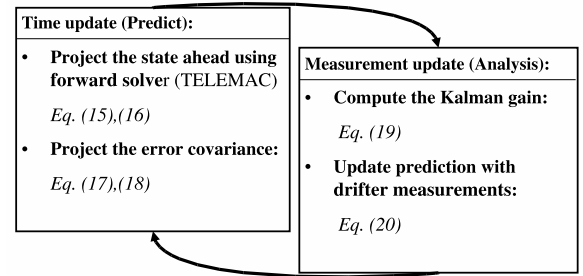 Time update (Predict):
• Project the state ahead using
forward solver (TELEMAC)
Eq. (15),(16)
• Project the error covariance:
Eq. (17),(18)
Measurement update (Analysis):
• Compute the Kalman gain:
Eq. (19)
• Update prediction with
drifter measurements:
Eq. (20)